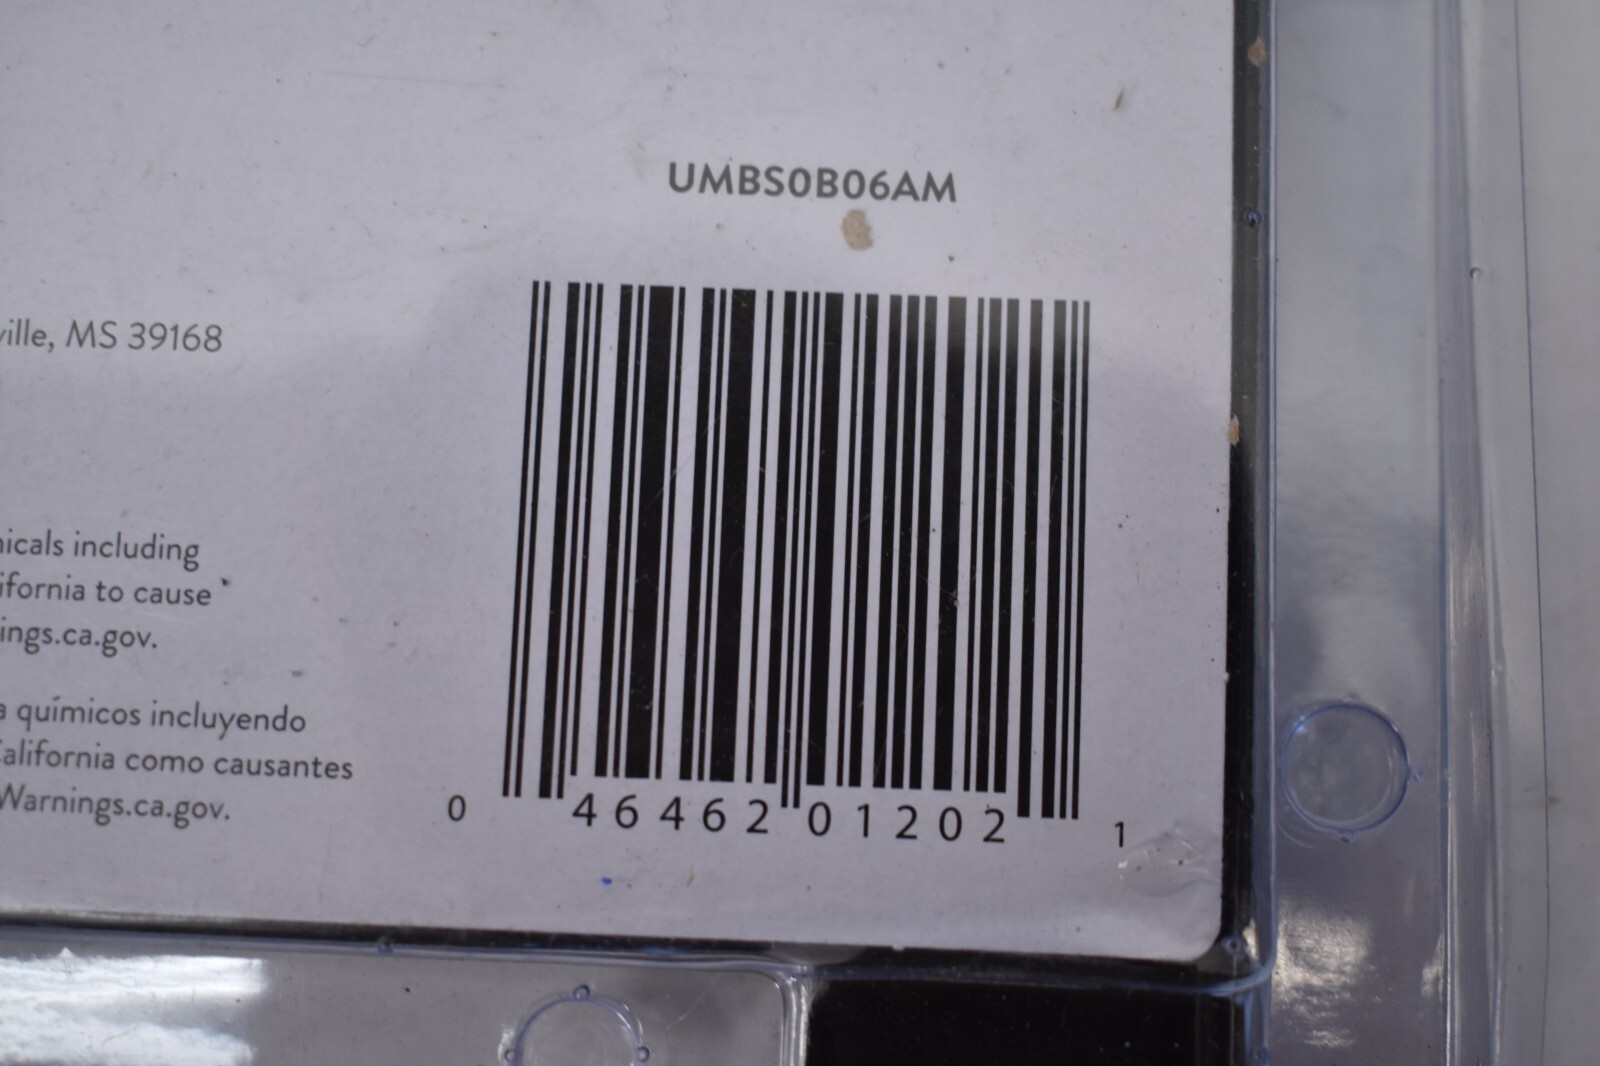 UMBS0B06AM
ville, MS 39168
icals including
ifornia to cause
ings.ca.gov.
a químicos incluyendo
California como causantes
Warnings.ca.gov.
0 46462 01202 1